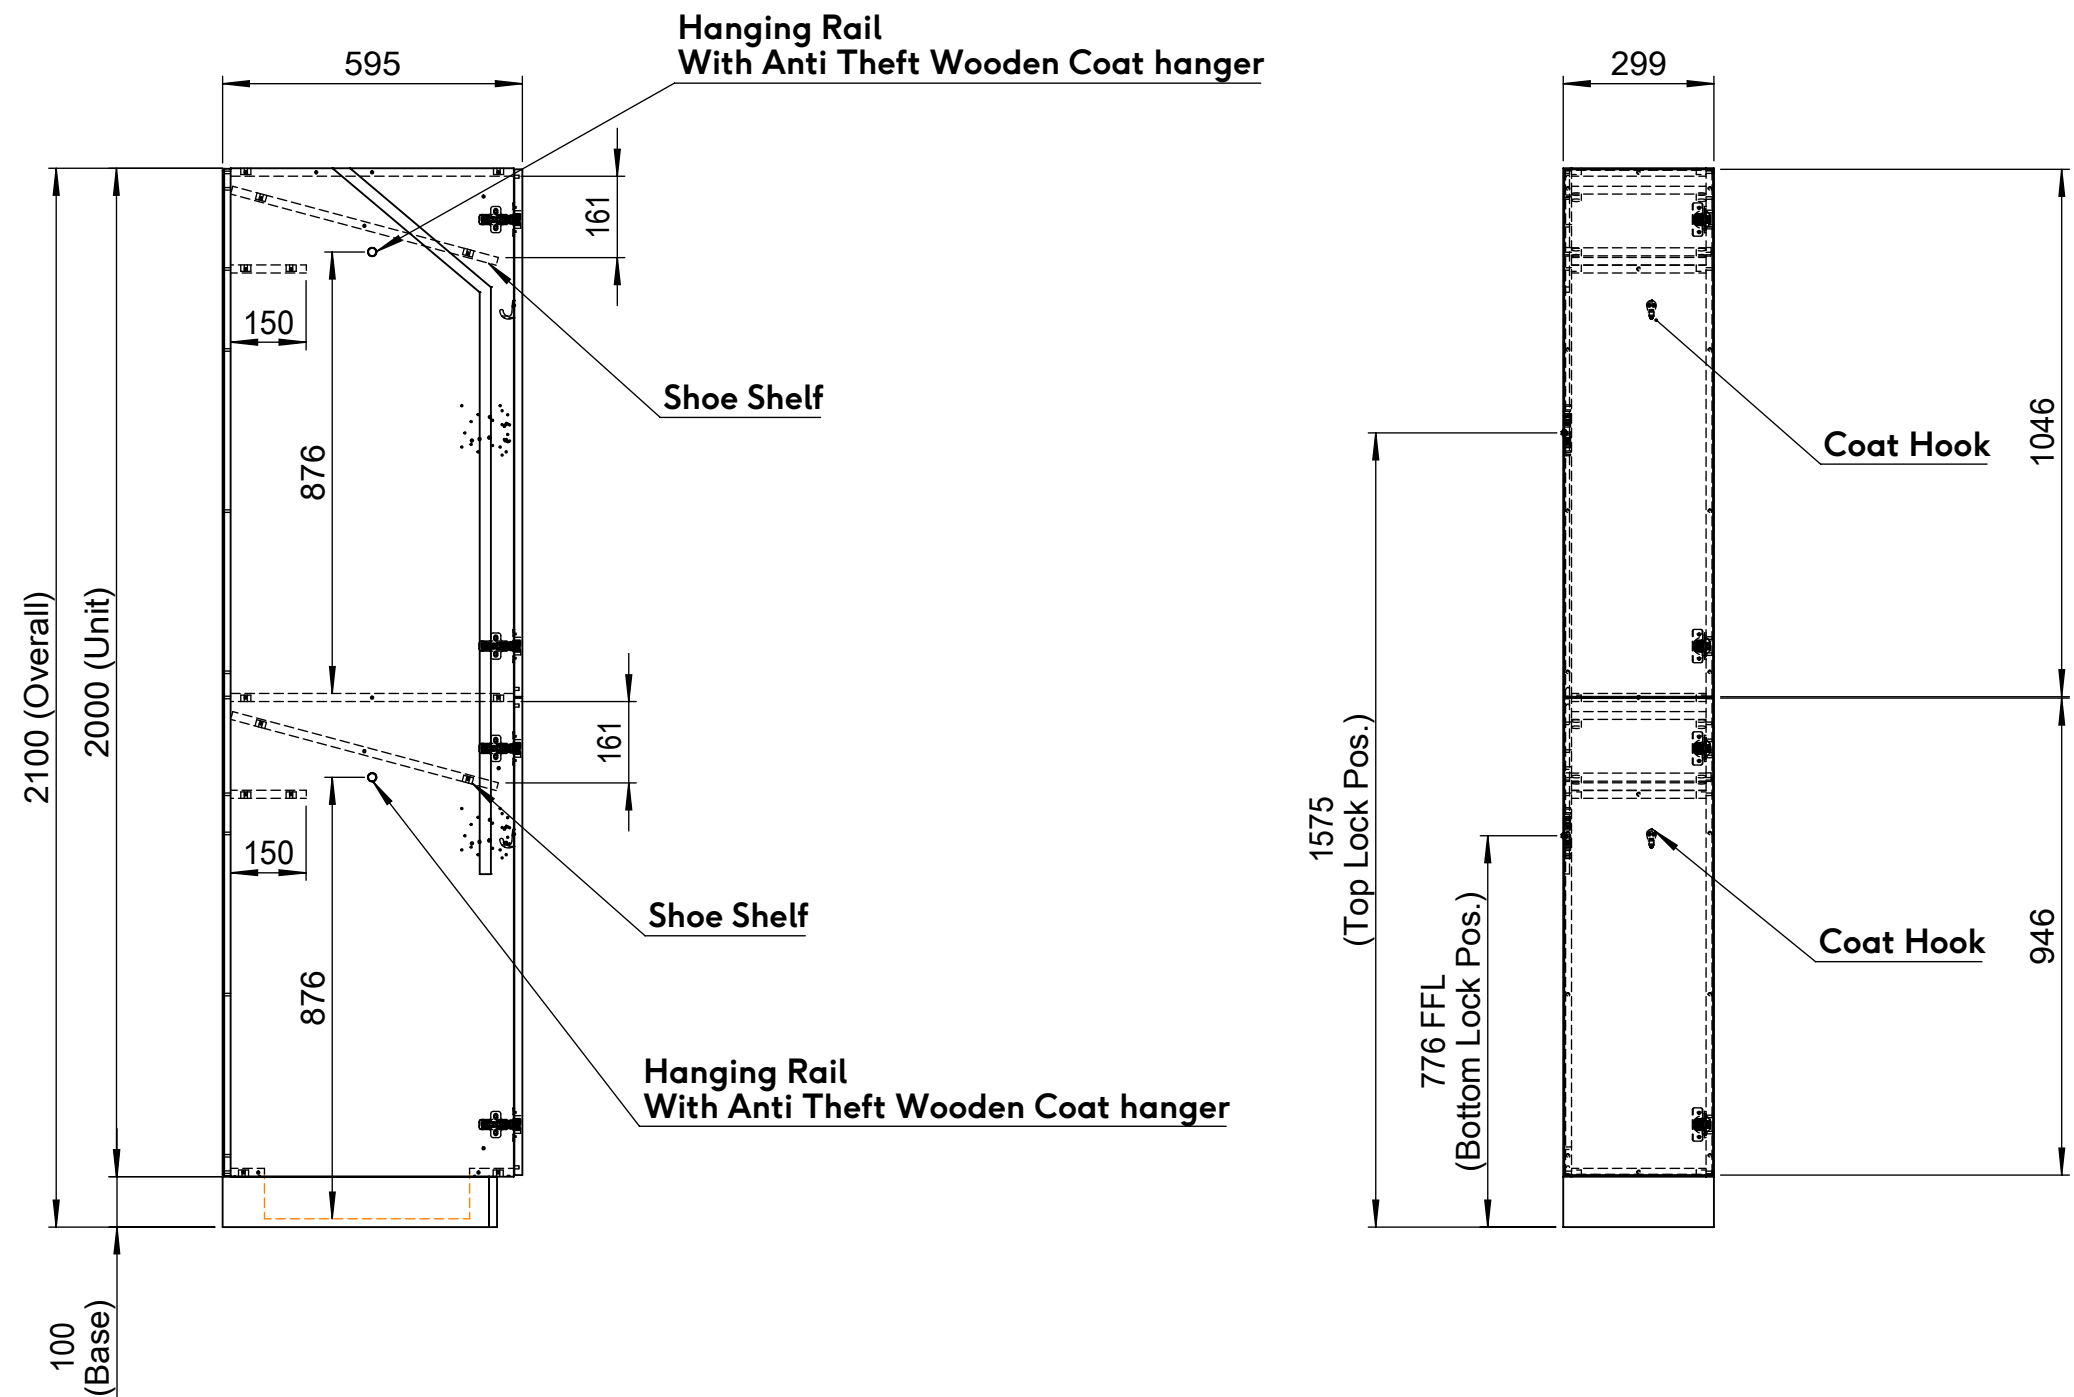 Hanging Rail
With Anti Theft Wooden Coat hanger
595
299
161
150
Shoe Shelf
876
Coat Hook
1046
2100 (Overall)
2000 (Unit)
161
150
1575
(Top Lock Pos.)
776 FFL
(Bottom Lock Pos.)
Shoe Shelf
876
Coat Hook
946
Hanging Rail
With Anti Theft Wooden Coat hanger
100
(Base)